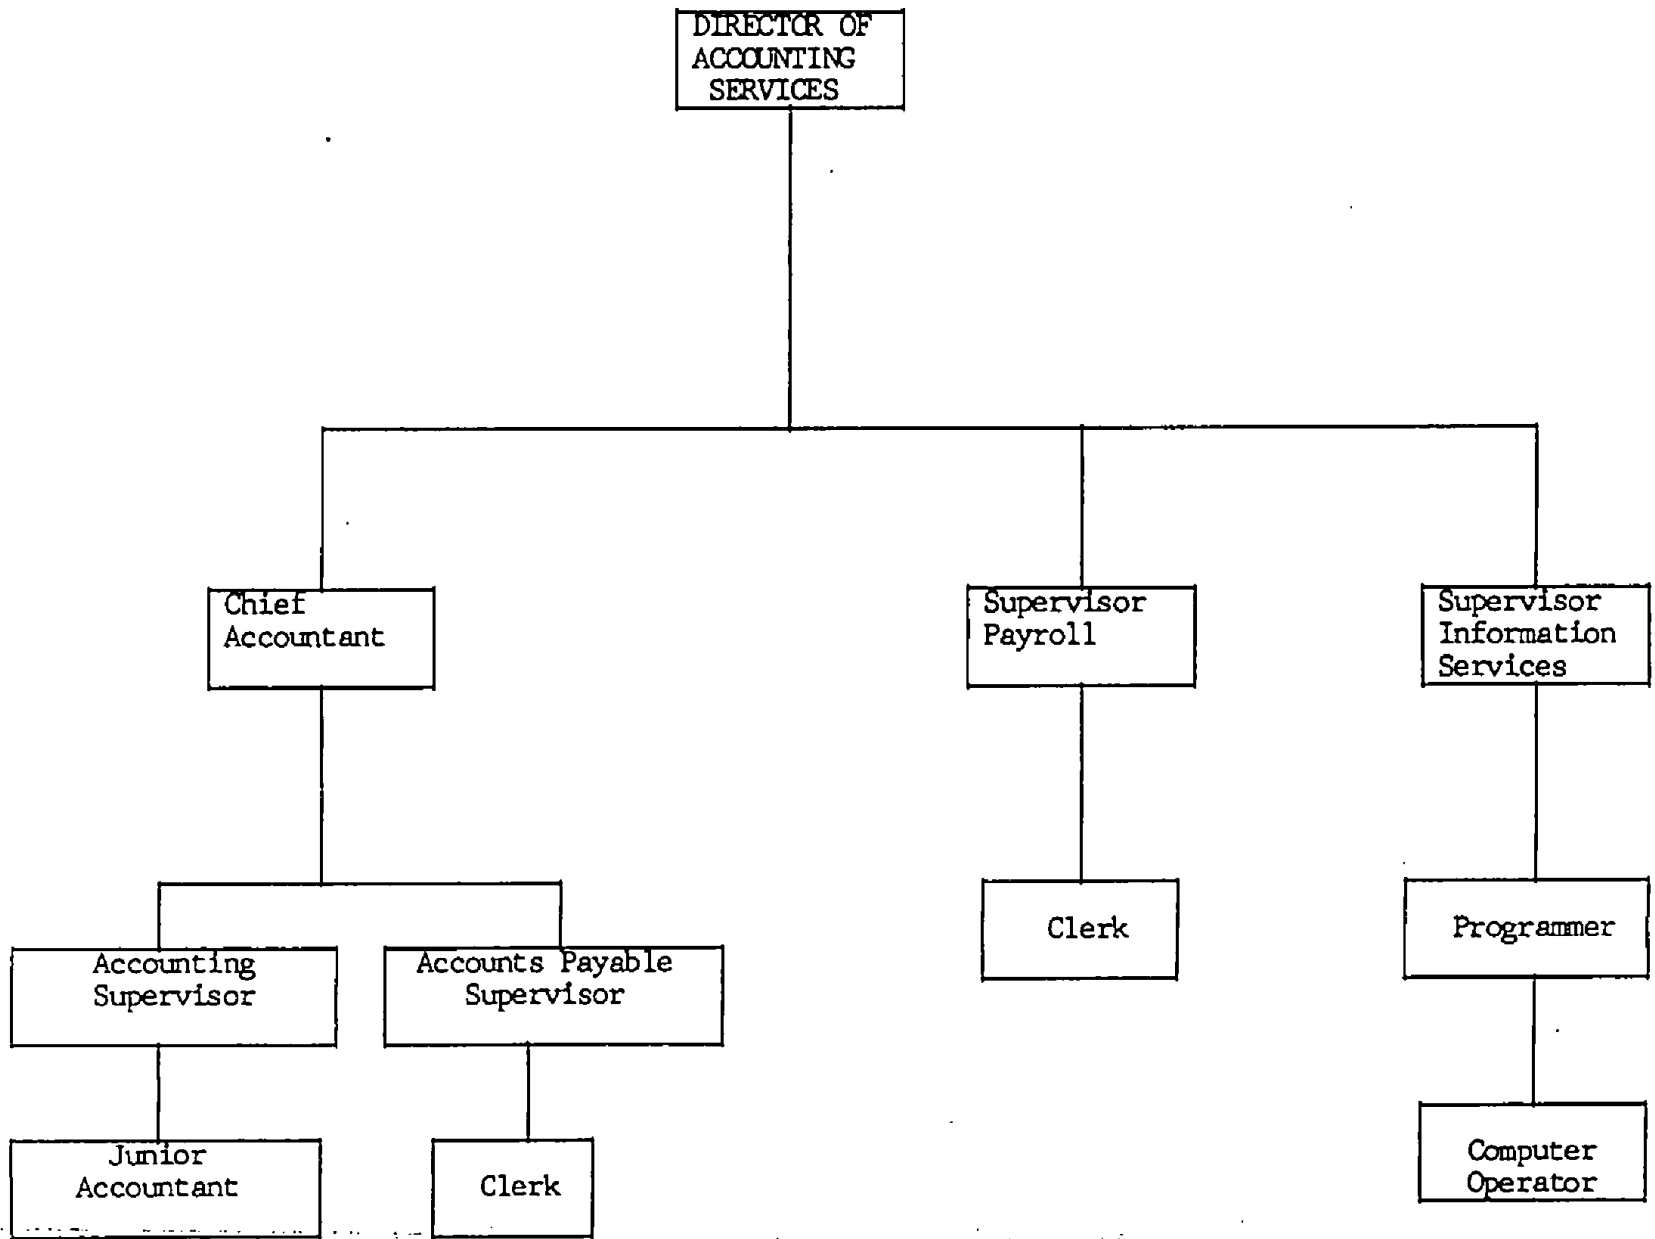 DIRECTOR OF
ACCOUNTING
SERVICES
Chief
Accountant
Supervisor
Payroll
Supervisor
Information
Services
Accounting
Supervisor
Accounts Payable
Supervisor
Clerk
Programmer
Junior
Accountant
Clerk
Computer
Operator